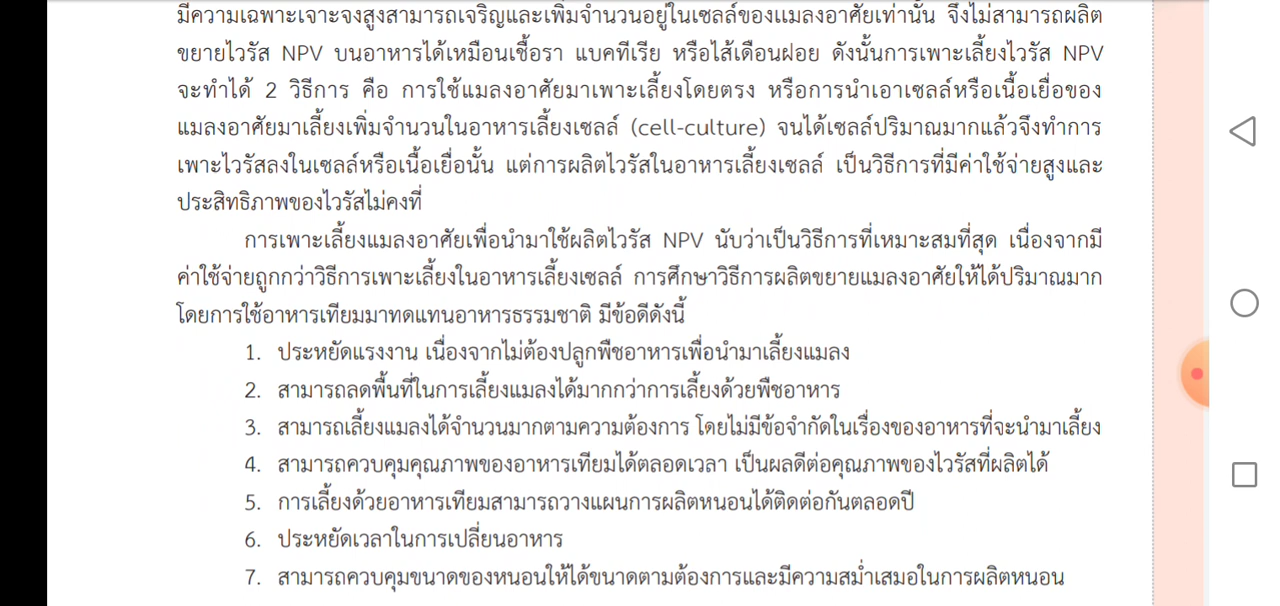 มีความเฉพาะเจาะจงสูงสามารถเจริญและเพิ่มจำนวนอยู่ในเซลล์ของแมลงอาศัยเท่านั้น จึงไม่สามารถผลิต
ขยายไวรัส NPV บนอาหารได้เหมือนเชื้อรา แบคทีเรีย หรือไส้เดือนฝอย ดังนั้นการเพาะเลี้ยงไวรัส NPV
จะทำได้ 2 วิธีการ คือ การใช้แมลงอาศัยมาเพาะเลี้ยงโดยตรง หรือการนำเอาเซลล์หรือเนื้อเยื่อของ
แมลงอาศัยมาเลี้ยงเพิ่มจำนวนในอาหารเลี้ยงเซลล์ (cell-culture) จนได้เซลล์ปริมาณมากแล้วจึงทำการ
เพาะไวรัสลงในเซลล์หรือเนื้อเยื่อนั้น แต่การผลิตไวรัสในอาหารเลี้ยงเซลล์ เป็นวิธีการที่มีค่าใช้จ่ายสูงและ
ประสิทธิภาพของไวรัสไม่คงที่
การเพาะเลี้ยงแมลงอาศัยเพื่อนำมาใช้ผลิตไวรัส NPV นับว่าเป็นวิธีการที่เหมาะสมที่สุด เนื่องจากมี
ค่าใช้จ่ายถูกกว่าวิธีการเพาะเลี้ยงในอาหารเลี้ยงเซลล์ การศึกษาวิธีการผลิตขยายแมลงอาศัยให้ได้ปริมาณมาก
โดยการใช้อาหารเทียมมาทดแทนอาหารธรรมชาติ มีข้อดีดังนี้
1. ประหยัดแรงงาน เนื่องจากไม่ต้องปลูกพืชอาหารเพื่อนำมาเลี้ยงแมลง
2. สามารถลดพื้นที่ในการเลี้ยงแมลงได้มากกว่าการเลี้ยงด้วยพืชอาหาร
3. สามารถเลี้ยงแมลงได้จำนวนมากตามความต้องการ โดยไม่มีข้อจำกัดในเรื่องของอาหารที่จะนำมาเลี้ยง
4. สามารถควบคุมคุณภาพของอาหารเทียมได้ตลอดเวลา เป็นผลดีต่อคุณภาพของไวรัสที่ผลิตได้
5. การเลี้ยงด้วยอาหารเทียมสามารถวางแผนการผลิตหนอนได้ติดต่อกันตลอดปี
6. ประหยัดเวลาในการเปลี่ยนอาหาร
7. สามารถควบคุมขนาดของหนอนให้ได้ขนาดตามต้องการและมีความสม่ำเสมอในการผลิตหนอน